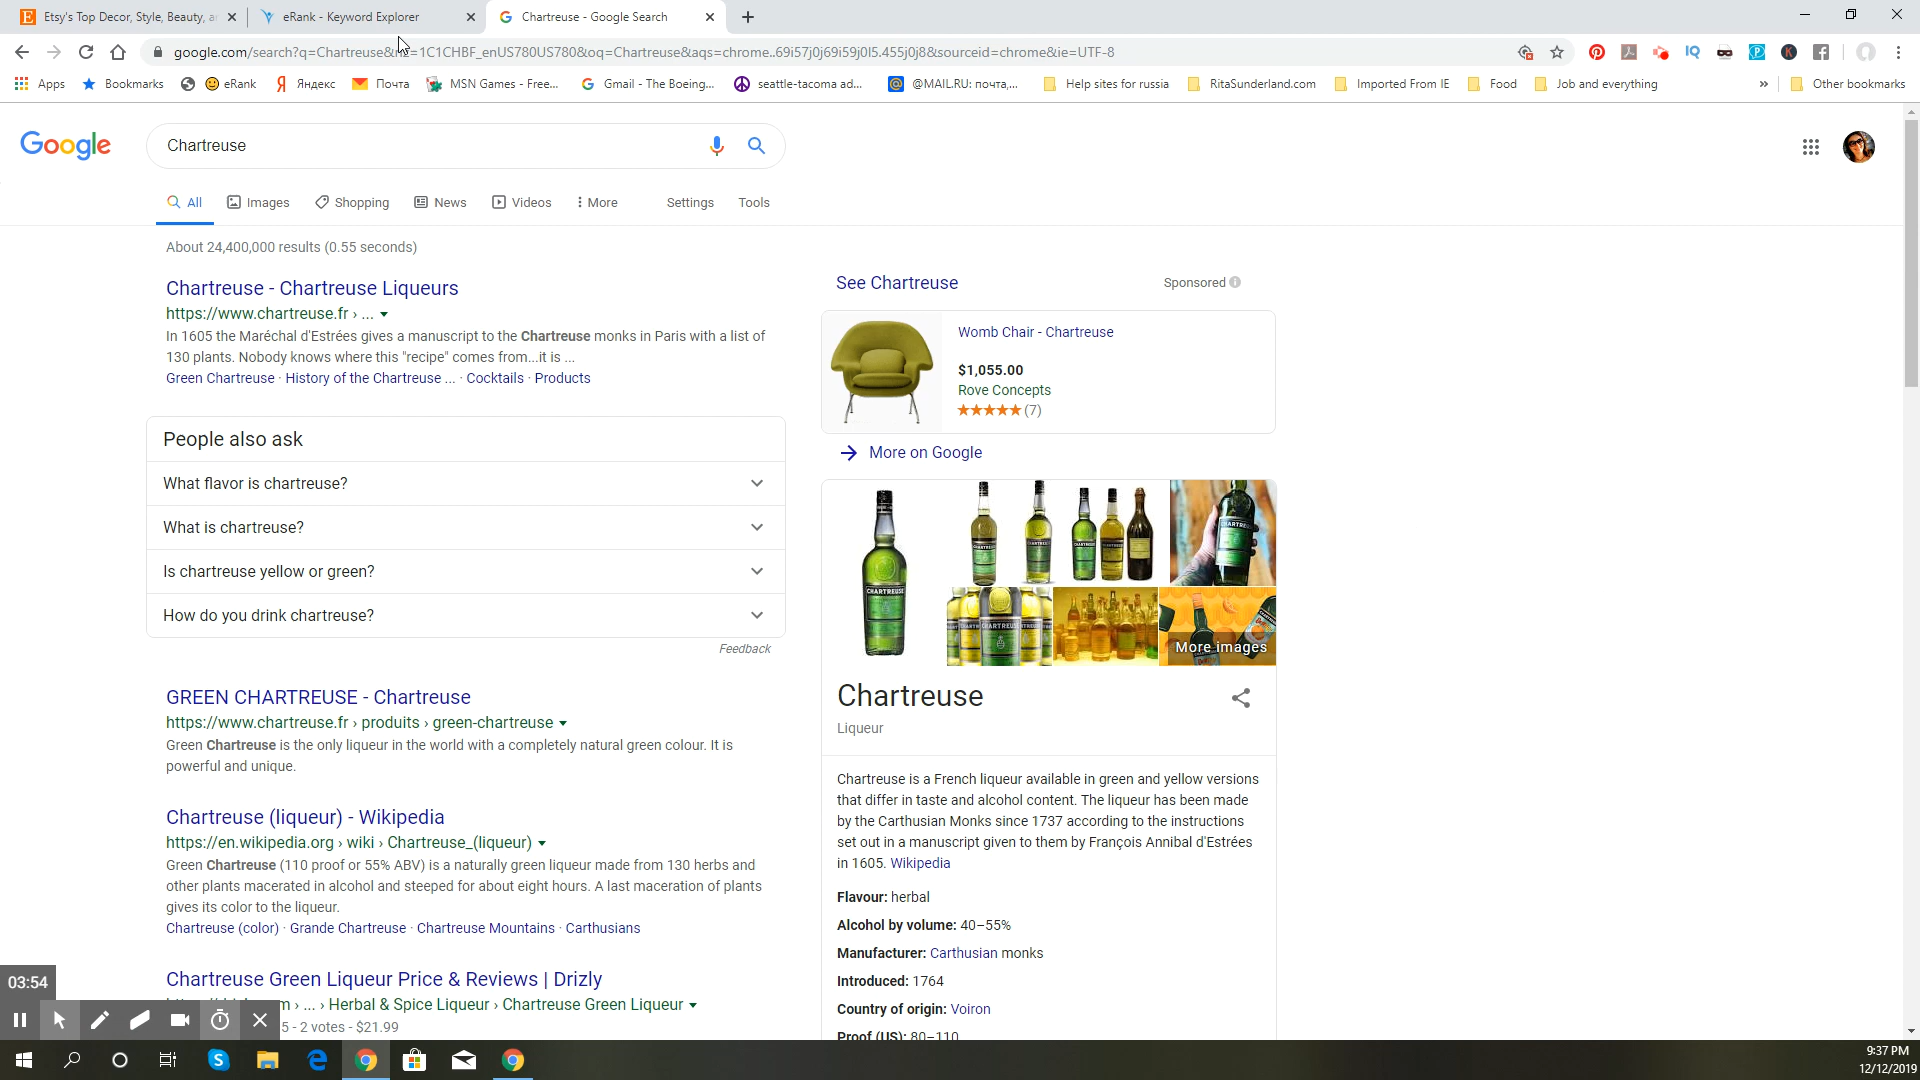 Etsy's Top Decor, Style, Beauty, a
eRank - Keyword Explorer
Chartreuse - Google Search
google.com/search?q=Chartreuse& =1C1CHBF_enUS780US780&oq=Chartreuse&aqs=chrome..69i57j0j69i59j0l5.455j0j8&sourceid=chrome&ie=UTF-8
Apps
Bookmarks
eRank
Яндекс
Почта
MSN Games - Free...
Gmail - The Boeing...
seattle-tacoma ad...
@MAIL.RU: почта,...
Help sites for russia
RitaSunderland.com
Imported From IE
Food
Job and everything
»
Other bookmarks
Google
Chartreuse
All
Images
Shopping
News
Videos
More
Settings
Tools
About 24,400,000 results (0.55 seconds)
Chartreuse - Chartreuse Liqueurs
https://www.chartreuse.fr › ...
In 1605 the Maréchal d'Estrées gives a manuscript to the Chartreuse monks in Paris with a list of
130 plants. Nobody knows where this "recipe" comes from...it is ...
Green Chartreuse · History of the Chartreuse ... · Cocktails · Products
People also ask
What flavor is chartreuse?
What is chartreuse?
Is chartreuse yellow or green?
How do you drink chartreuse?
Feedback
GREEN CHARTREUSE - Chartreuse
https://www.chartreuse.fr › produits › green-chartreuse
Green Chartreuse is the only liqueur in the world with a completely natural green colour. It is
powerful and unique.
Chartreuse (liqueur) - Wikipedia
https://en.wikipedia.org › wiki › Chartreuse_(liqueur)
Green Chartreuse (110 proof or 55% ABV) is a naturally green liqueur made from 130 herbs and
other plants macerated in alcohol and steeped for about eight hours. A last maceration of plants
gives its color to the liqueur.
Chartreuse (color) · Grande Chartreuse · Chartreuse Mountains · Carthusians
Chartreuse Green Liqueur Price & Reviews | Drizly
m › ... › Herbal & Spice Liqueur › Chartreuse Green Liqueur
5 - 2 votes - $21.99
See Chartreuse
Sponsored
Womb Chair - Chartreuse
$1,055.00
Rove Concepts
(7)
More on Google
CHARTREUSE
More images
Chartreuse
Liqueur
Chartreuse is a French liqueur available in green and yellow versions
that differ in taste and alcohol content. The liqueur has been made
by the Carthusian Monks since 1737 according to the instructions
set out in a manuscript given to them by François Annibal d'Estrées
in 1605. Wikipedia
Flavour: herbal
Alcohol by volume: 40–55%
Manufacturer: Carthusian monks
Introduced: 1764
Country of origin: Voiron
Proof (US): 80–110
03:54
9:37 PM
12/12/2019